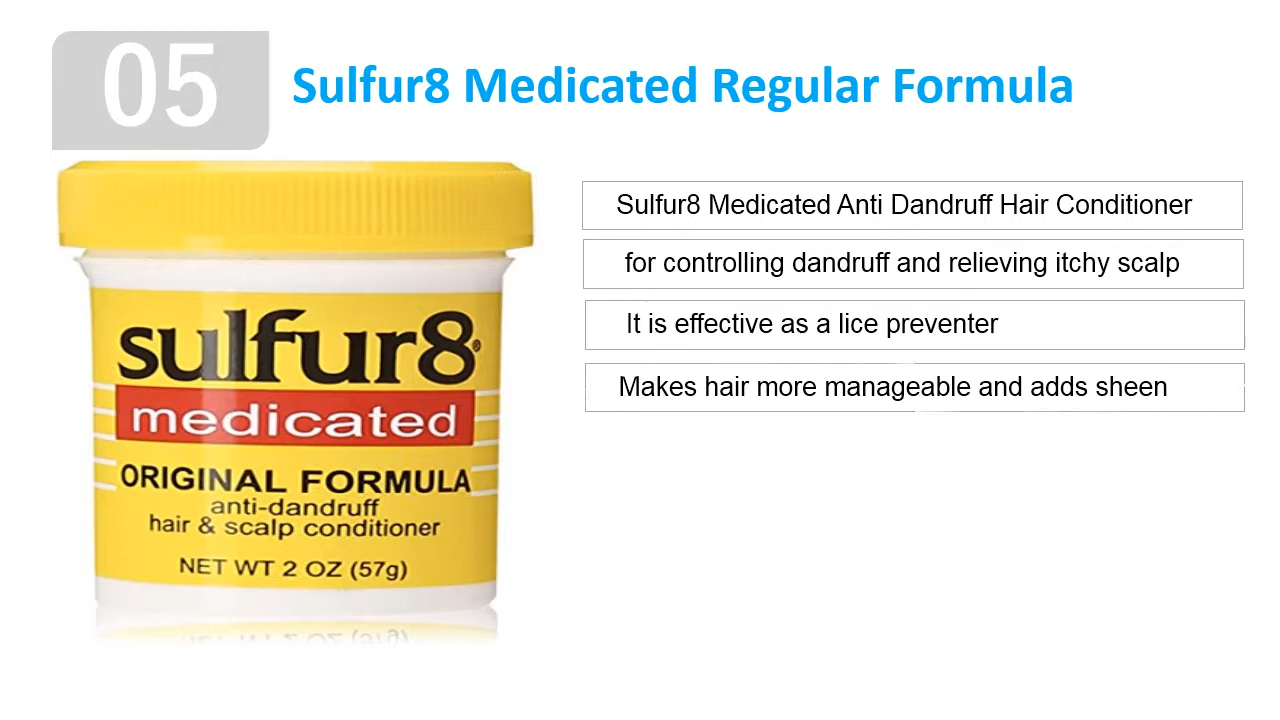 05
Sulfur8 Medicated Regular Formula
Sulfur8 Medicated Anti Dandruff Hair Conditioner
for controlling dandruff and relieving itchy scalp
It is effective as a lice preventer
Makes hair more manageable and adds sheen
sulfur8®
medicated
ORIGINAL FORMULA
anti-dandruff
hair & scalp conditioner
NET WT 2 OZ (57g)